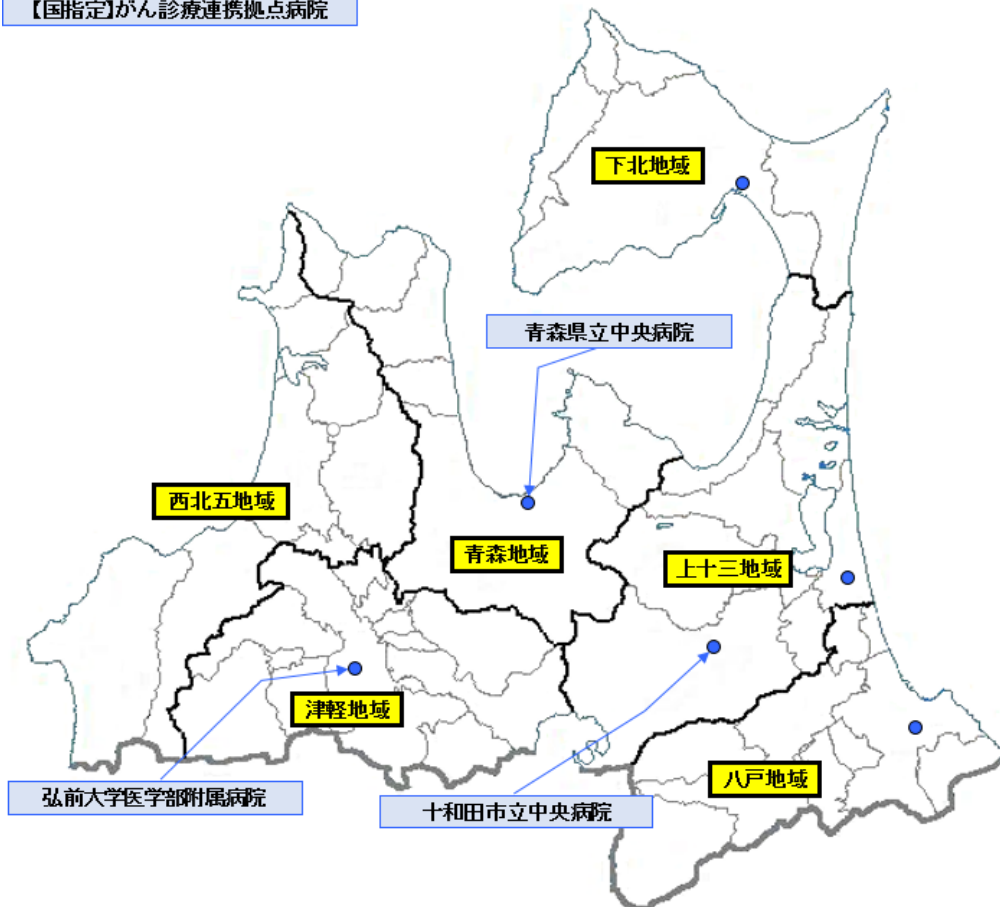 【国指定】がん診療連携拠点病院
下北地域
青森県立中央病院
西北五地域
青森地域
上十三地域
津軽地域
八戸地域
弘前大学医学部附属病院
十和田市立中央病院